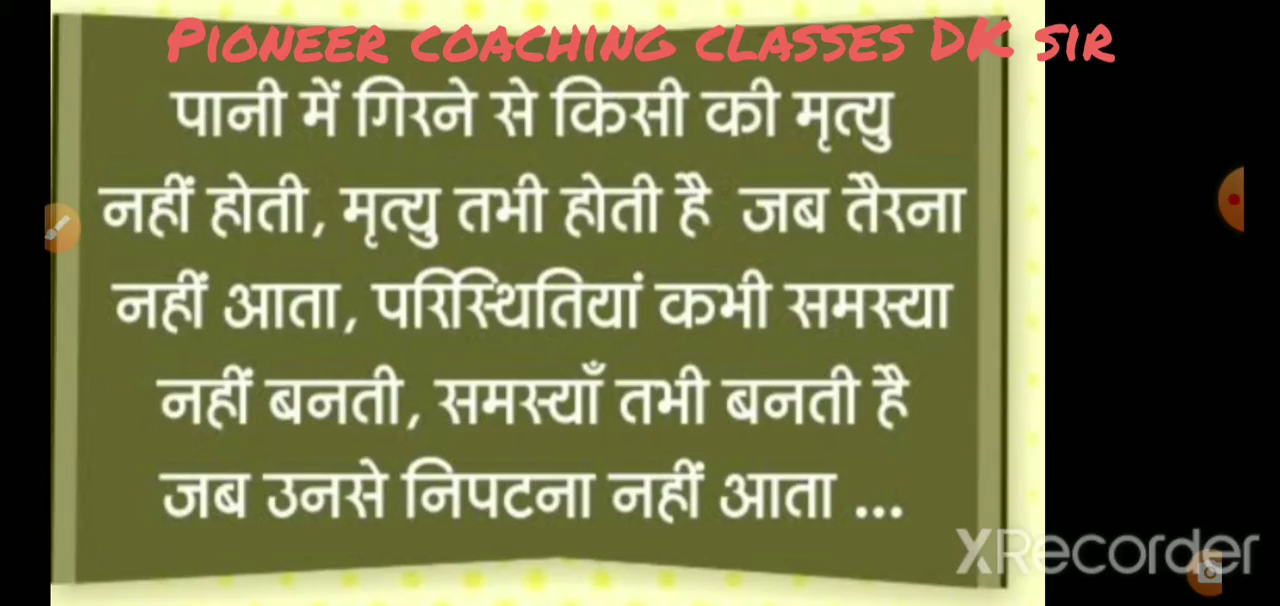 PIONEER COACHING CLASSES DK SIR
पानी में गिरने से किसी की मृत्यु
नहीं होती, मृत्यु तभी होती है जब तैरना
नहीं आता, परिस्थितियां कभी समस्या
नहीं बनती, समस्याँ तभी बनती है
जब उनसे निपटना नहीं आता ...
XRecorder